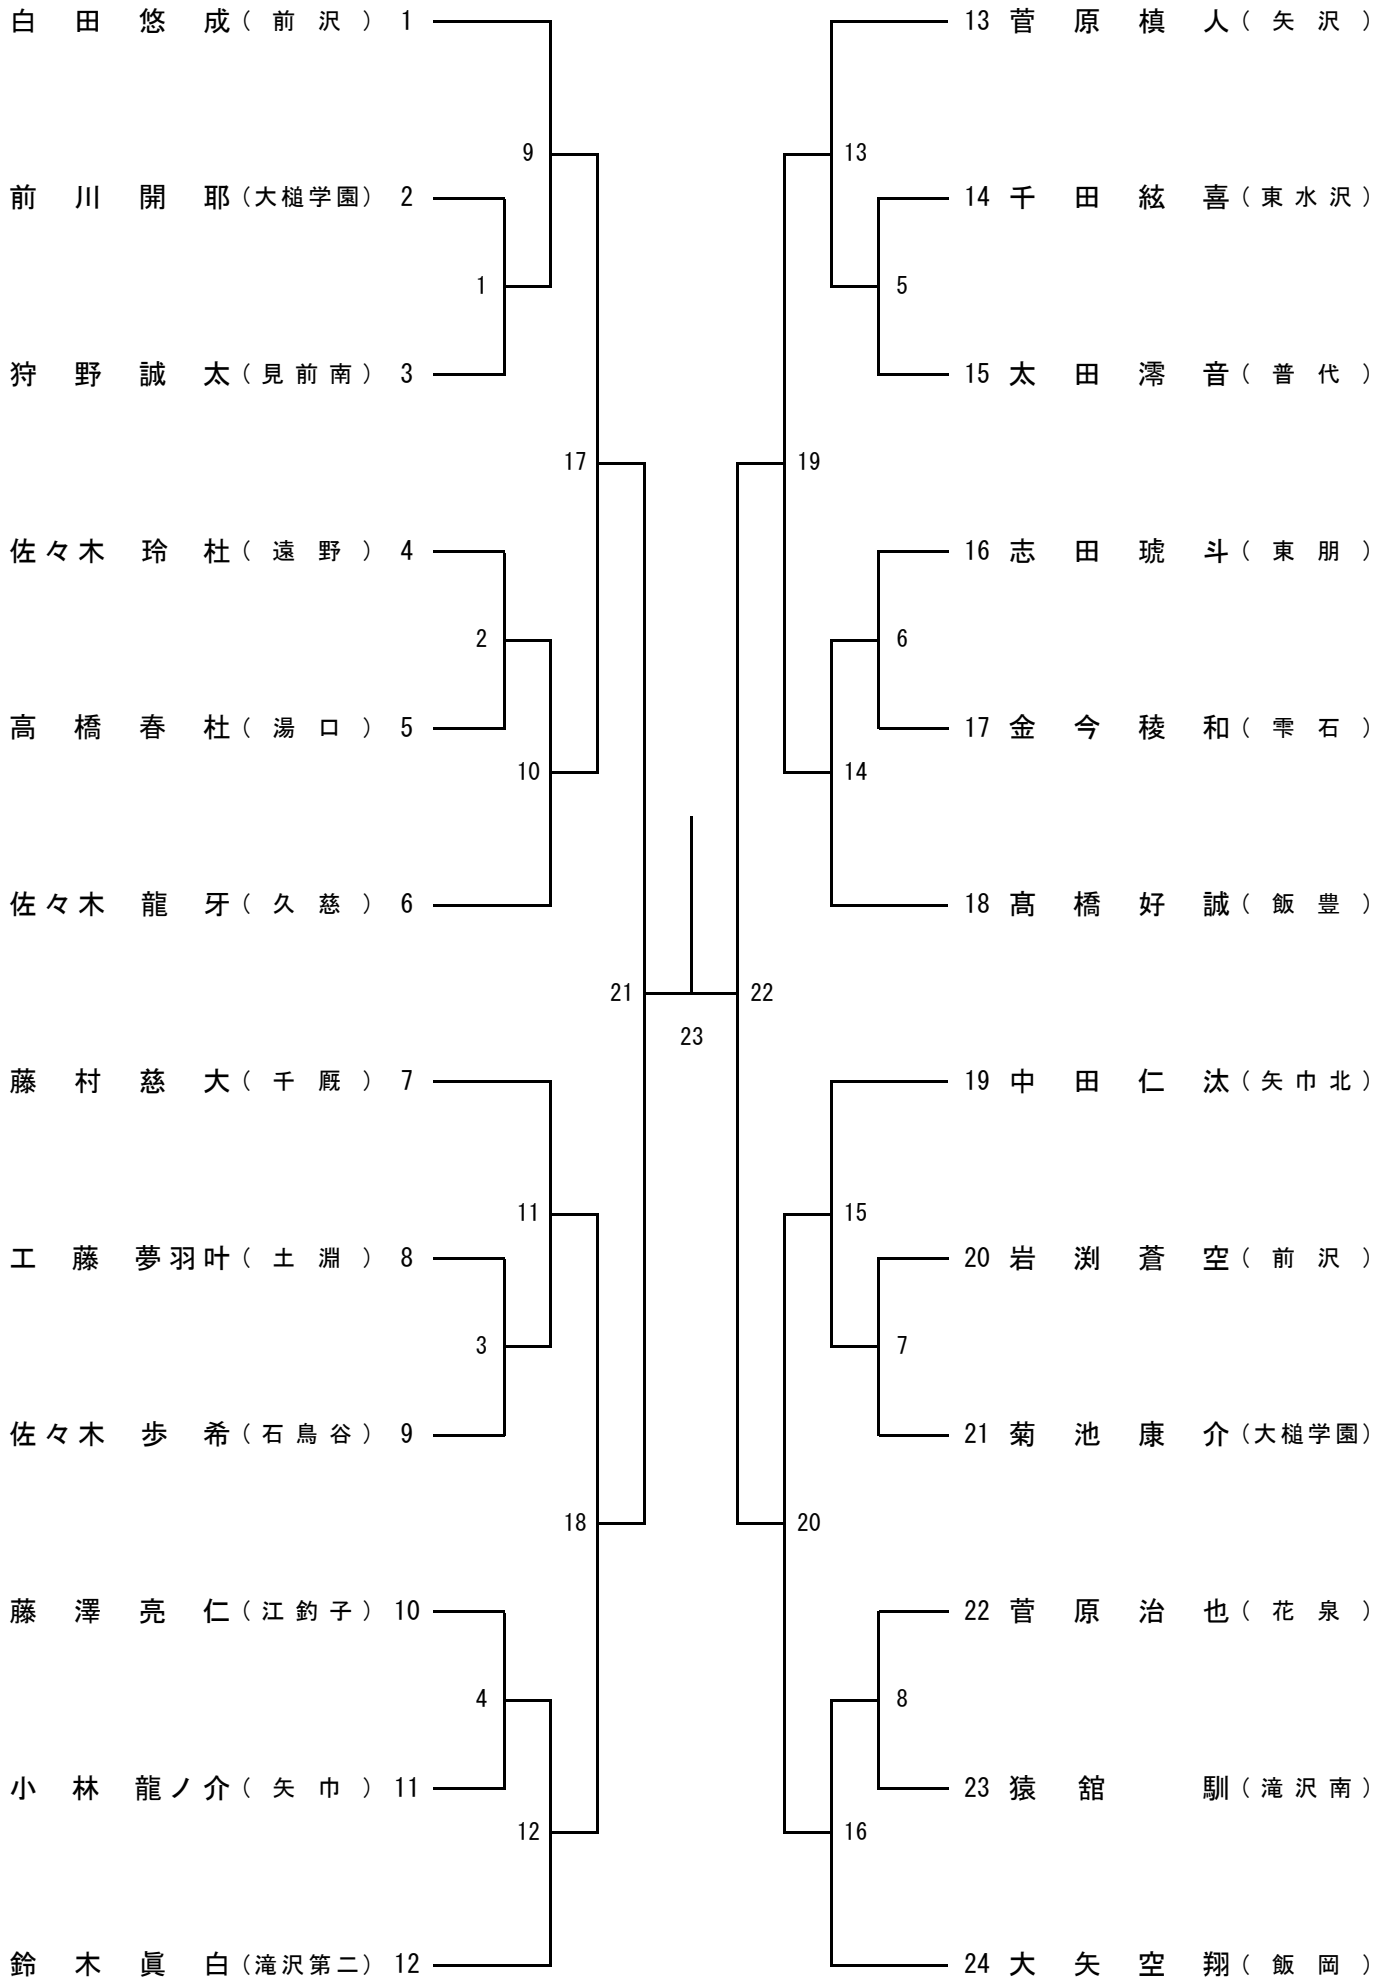 白田悠成（前沢）1
13 菅原槙人（矢沢）
9
13
前川開耶（大槌学園）2
14 千田絃喜（東水沢）
1
5
狩野誠太（見前南）3
15 太田澪音（普代）
17
19
佐々木玲杜（遠野）4
16 志田琥斗（東朋）
2
6
高橋春杜（湯口）5
17 金今稜和（雫石）
10
14
佐々木龍牙（久慈）6
18 髙橋好誠（飯豊）
21
22
23
藤村慈大（千厩）7
19 中田仁汰（矢巾北）
11
15
工藤夢羽叶（土淵）8
20 岩渕蒼空（前沢）
3
7
佐々木歩希（石鳥谷）9
21 菊池康介（大槌学園）
18
20
藤澤亮仁（江釣子）10
22 菅原治也（花泉）
4
8
小林龍ノ介（矢巾）11
23 猿舘馴（滝沢南）
12
16
鈴木眞白（滝沢第二）12
24 大矢空翔（飯岡）